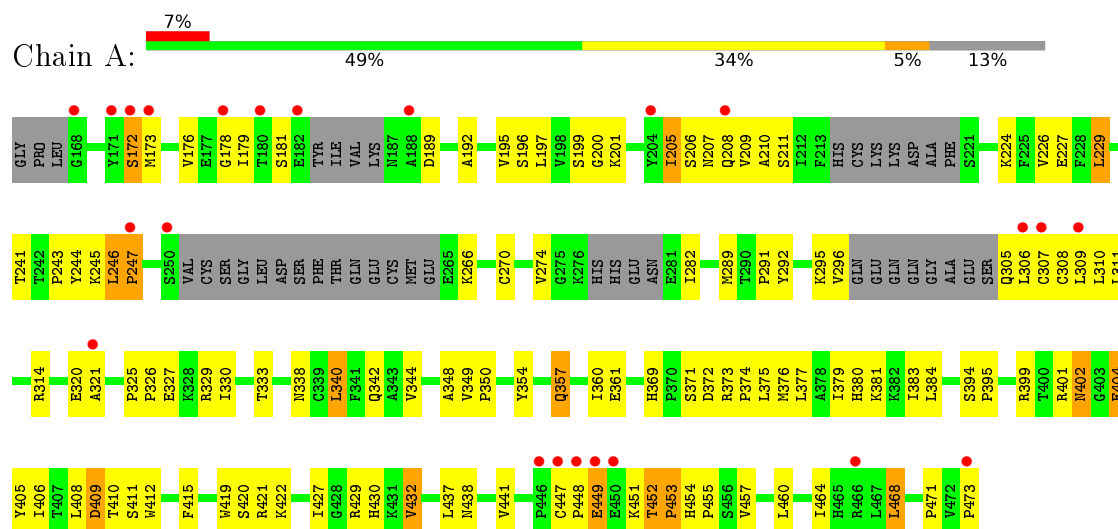 7%
Chain A:
49% 34% 5% 13%
GLY PRO LEU G168 Y171 S172 M173 V176 E177 G178 I179 T180 S181 E182 TYR ILE VAL LYS N187 A188 D189 A192 V195 S196 L197 V198 S199 G200 K201 Y204 I205 S206 N207 Q208 V209 A210 S211 I212 F213 HIS CYS LYS LYS ASP ALA PHE S221 K224 F225 V226 E227 F228 L229
T241 T242 P243 Y244 K245 L246 P247 S250 VAL CYS SER GLY LEU ASP SER PHE THR GLN GLU CYS MET GLU E265 K266 C270 V274 G275 K276 HIS HIS GLU ASN E281 I282 M289 T290 P291 Y292 K295 V296 GLN GLU GLN GLN GLY ALA GLU SER Q305 L306 C307 C308 L309 L310 L311
R314 E320 A321 P325 P326 E327 K328 R329 I330 T333 N338 C339 L340 F341 Q342 A343 V344 A348 V349 P350 Y354 Q357 I360 E361 H369 P370 S371 D372 R373 P374 L375 M376 L377 A378 I379 H380 K381 K382 I383 L384 S394 P395 R399 T400 R401 N402 G403 E404
Y405 I406 T407 L408 D409 T410 S411 W412 F415 W419 S420 R421 K422 I427 G428 R429 H430 K431 V432 L437 N438 V441 P446 C447 P448 E449 E450 K451 T452 P453 H454 P455 S456 V457 L460 I464 H465 R466 L467 L468 P471 V472 P473